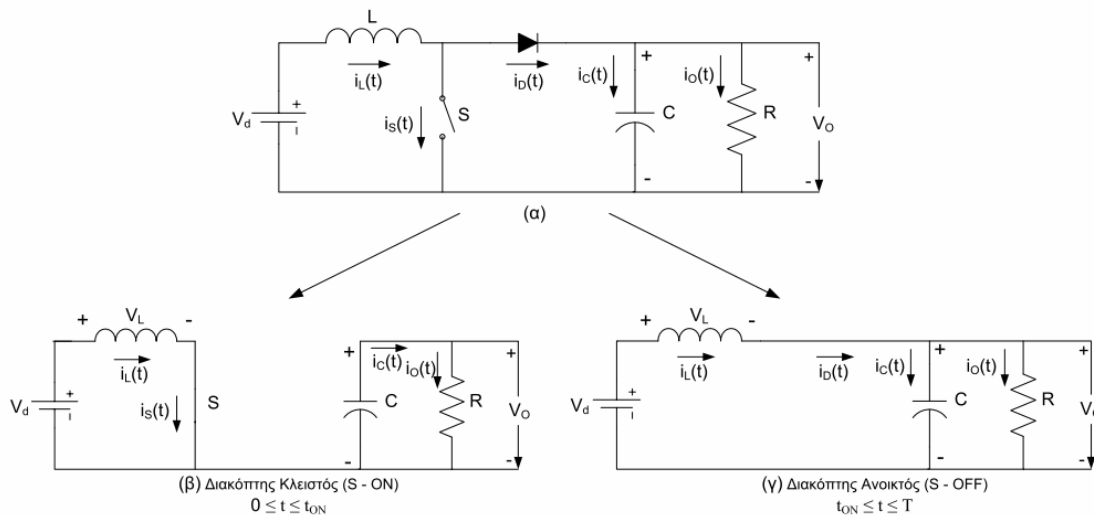 L
i_L(t)
i_D(t)
i_C(t)
+
i_O(t)
+
V_d
+
-
i_S(t)
S
C
R
V_O
-
-
(α)
+ V_L -
i_L(t)
V_d
+
-
i_S(t)
S
+
i_C(t)
i_O(t)
+
C
R
V_O
-
-
(β) Διακόπτης Κλειστός (S - ON)
0 ≤ t ≤ t_ON
+ V_L -
i_L(t)
i_D(t)
i_C(t)
+
i_O(t)
+
V_d
+
-
C
R
-
-
(γ) Διακόπτης Ανοικτός (S - OFF)
t_ON ≤ t ≤ T